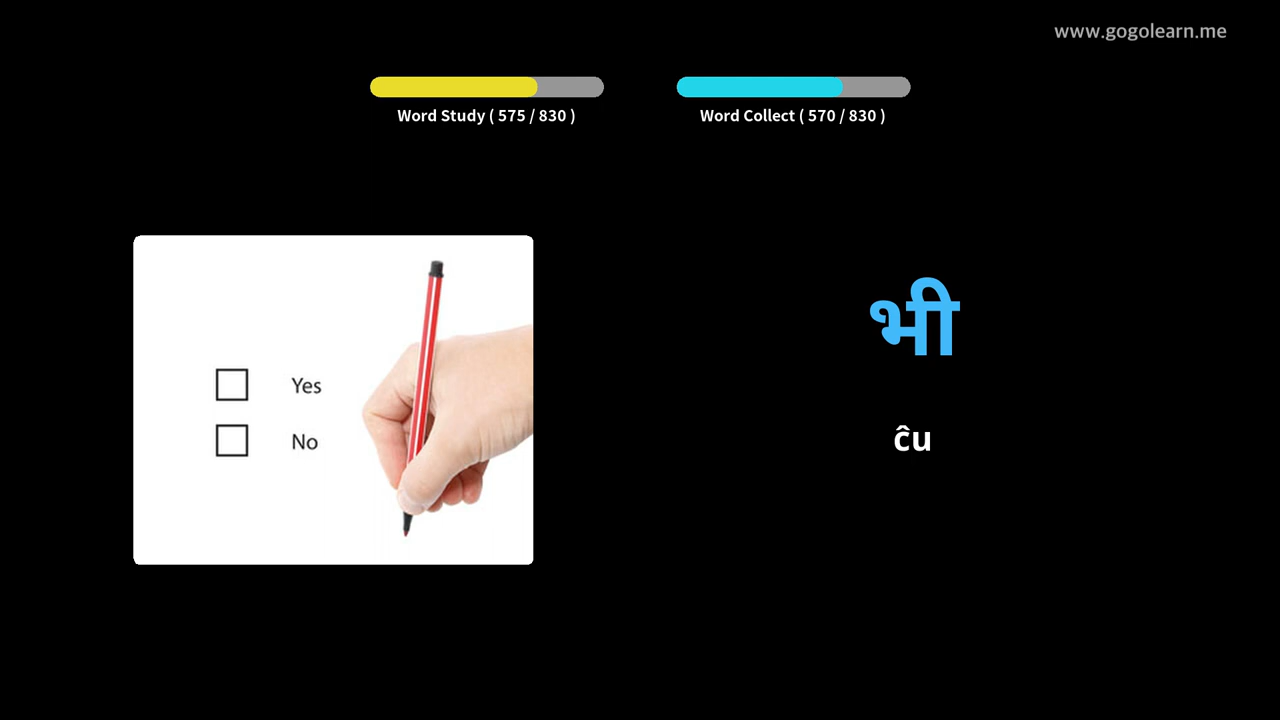 www.gogolearn.me
Word Study ( 575 / 830 )
Word Collect ( 570 / 830 )
Yes
No
भी
ĉu